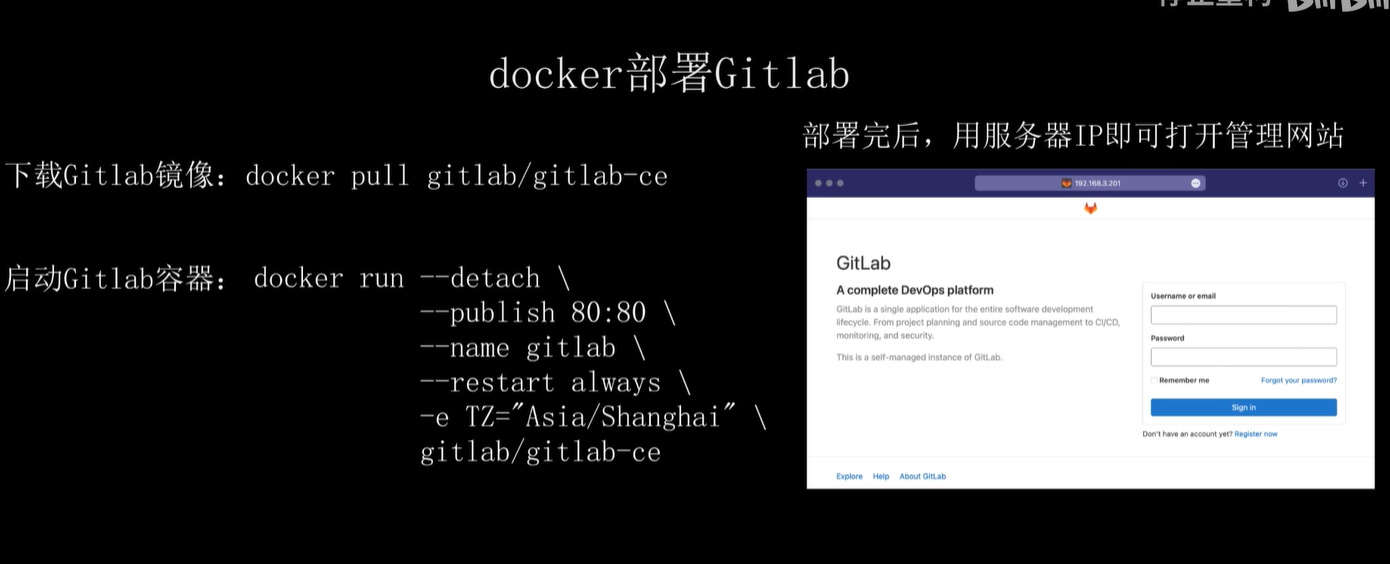 docker部署Gitlab
下载Gitlab镜像：docker pull gitlab/gitlab-ce
启动Gitlab容器： docker run --detach \
--publish 80:80 \
--name gitlab \
--restart always \
-e TZ="Asia/Shanghai" \
gitlab/gitlab-ce
部署完后，用服务器IP即可打开管理网站
192.168.3.201
GitLab
A complete DevOps platform
GitLab is a single application for the entire software development
lifecycle. From project planning and source code management to CI/CD,
monitoring, and security.
This is a self-managed instance of GitLab.
Username or email
Password
Remember me
Forgot your password?
Sign in
Don't have an account yet? Register now
Explore Help About GitLab